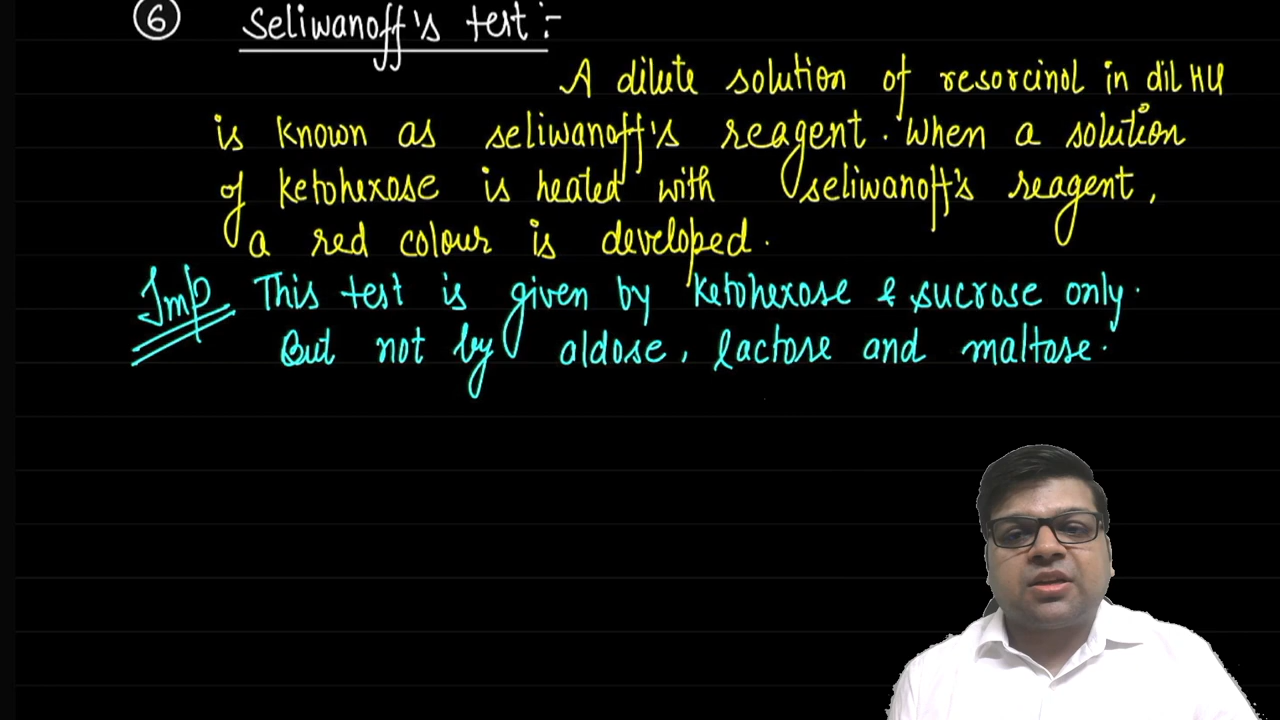 ⑥ Seliwanoff's test :-
A dilute solution of resorcinol in dil HCl
is known as seliwanoff's reagent. When a solution
of ketohexose is heated with seliwanoff's reagent,
a red colour is developed.
Imp This test is given by ketohexose & sucrose only.
But not by aldose, lactose and maltose.